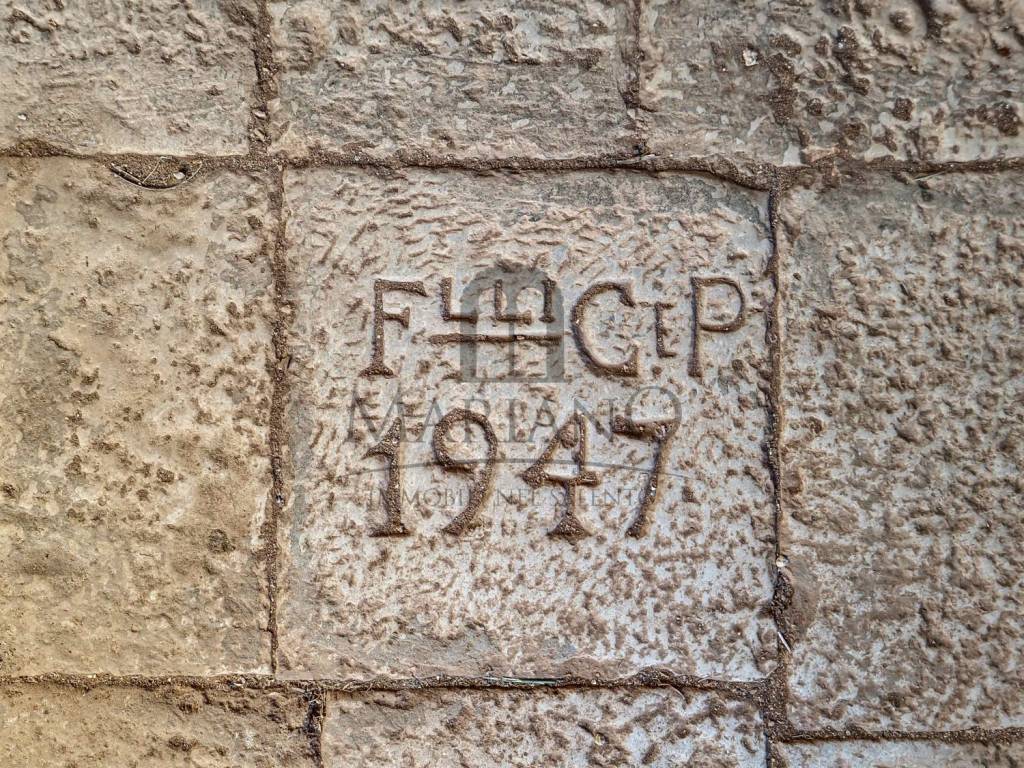 Flli C t P
MARIANO
1947
IMMOBILI NEL SALENTO